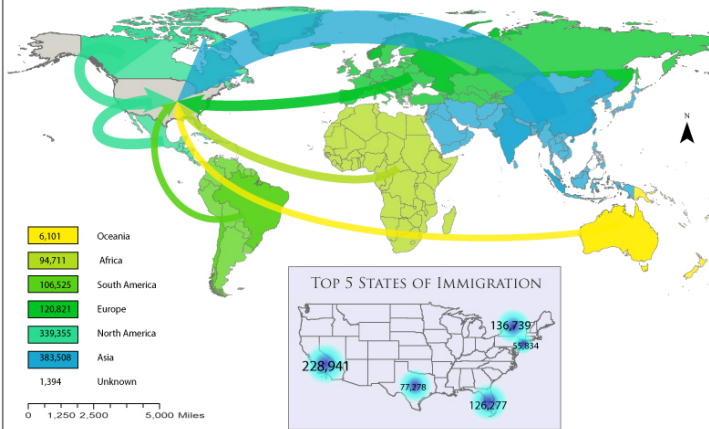 N
6,101 Oceania
94,711 Africa
106,525 South America
120,821 Europe
339,355 North America
383,508 Asia
1,394 Unknown
0 1,250 2,500 5,000 Miles
TOP 5 STATES OF IMMIGRATION
136,739
55,834
228,941
77,278
126,277